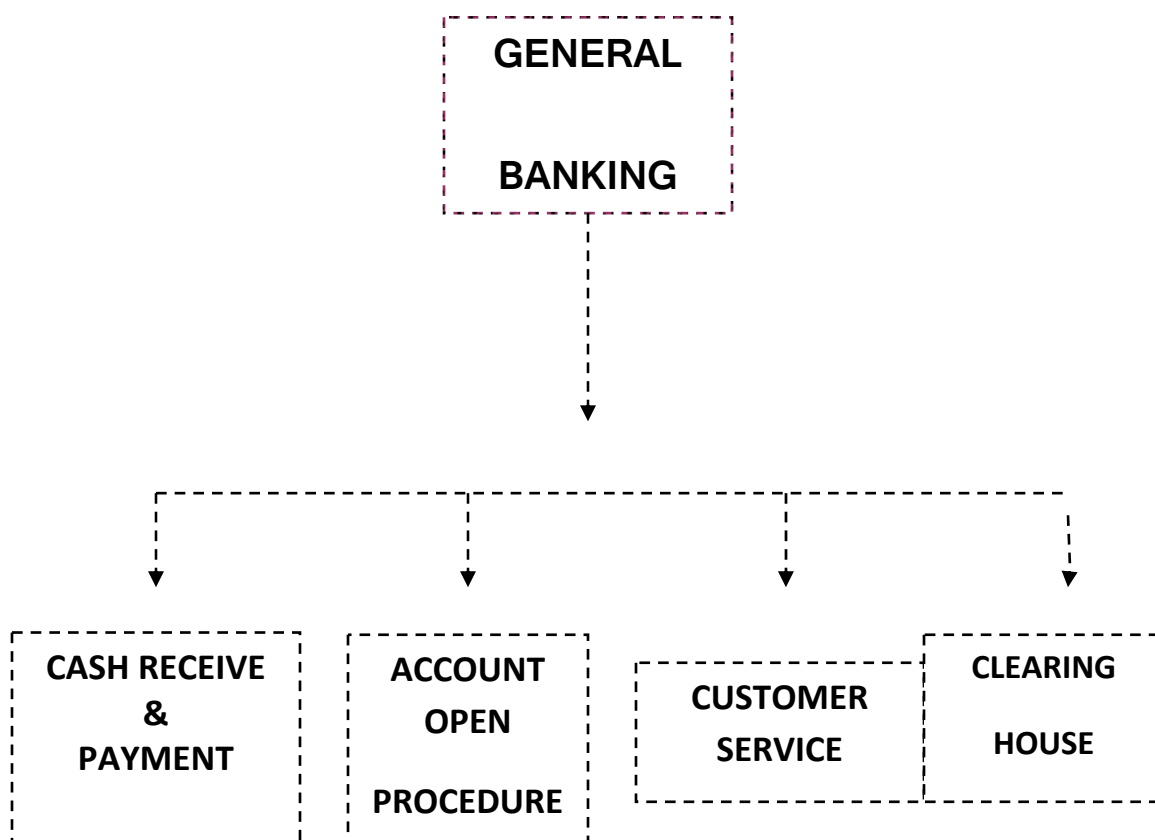 GENERAL
BANKING
CASH RECEIVE
&
PAYMENT
ACCOUNT
OPEN
PROCEDURE
CUSTOMER
SERVICE
CLEARING
HOUSE